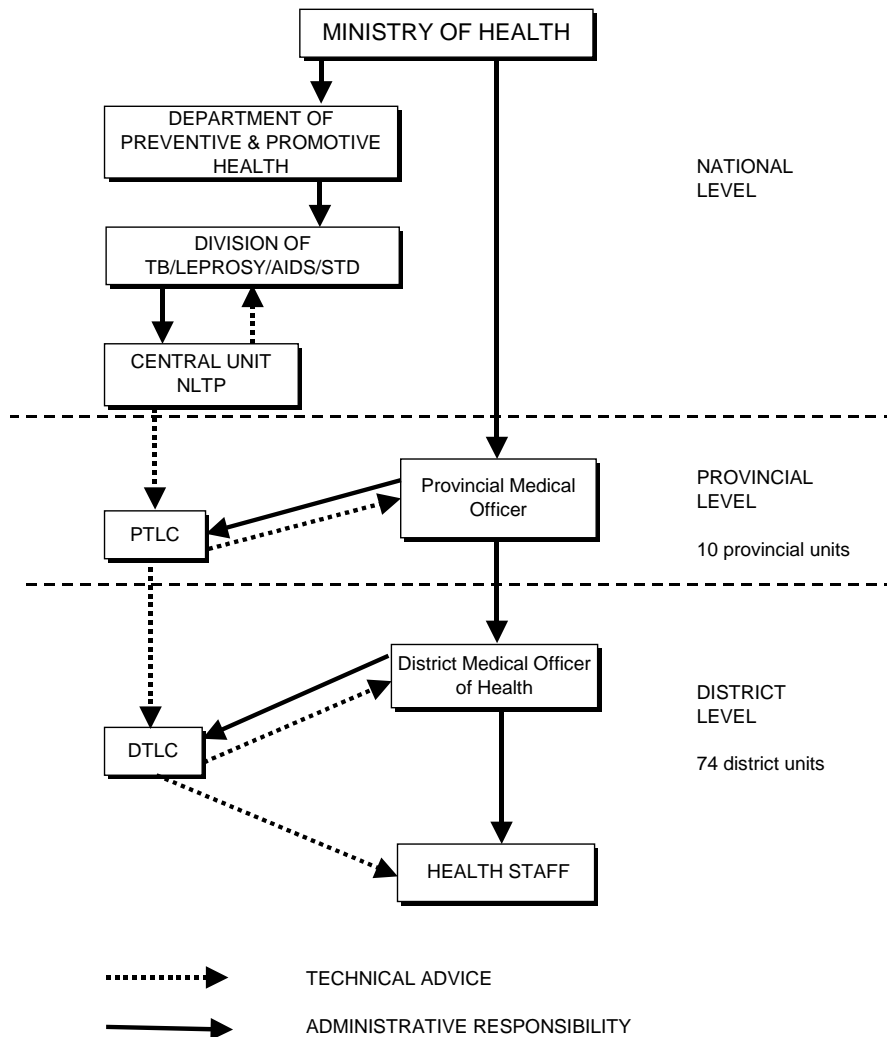 MINISTRY OF HEALTH
DEPARTMENT OF
PREVENTIVE & PROMOTIVE
HEALTH
NATIONAL
LEVEL
DIVISION OF
TB/LEPROSY/AIDS/STD
CENTRAL UNIT
NLTP
Provincial Medical
Officer
PROVINCIAL
LEVEL
PTLC
10 provincial units
District Medical Officer
of Health
DISTRICT
LEVEL
DTLC
74 district units
HEALTH STAFF
TECHNICAL ADVICE
ADMINISTRATIVE RESPONSIBILITY